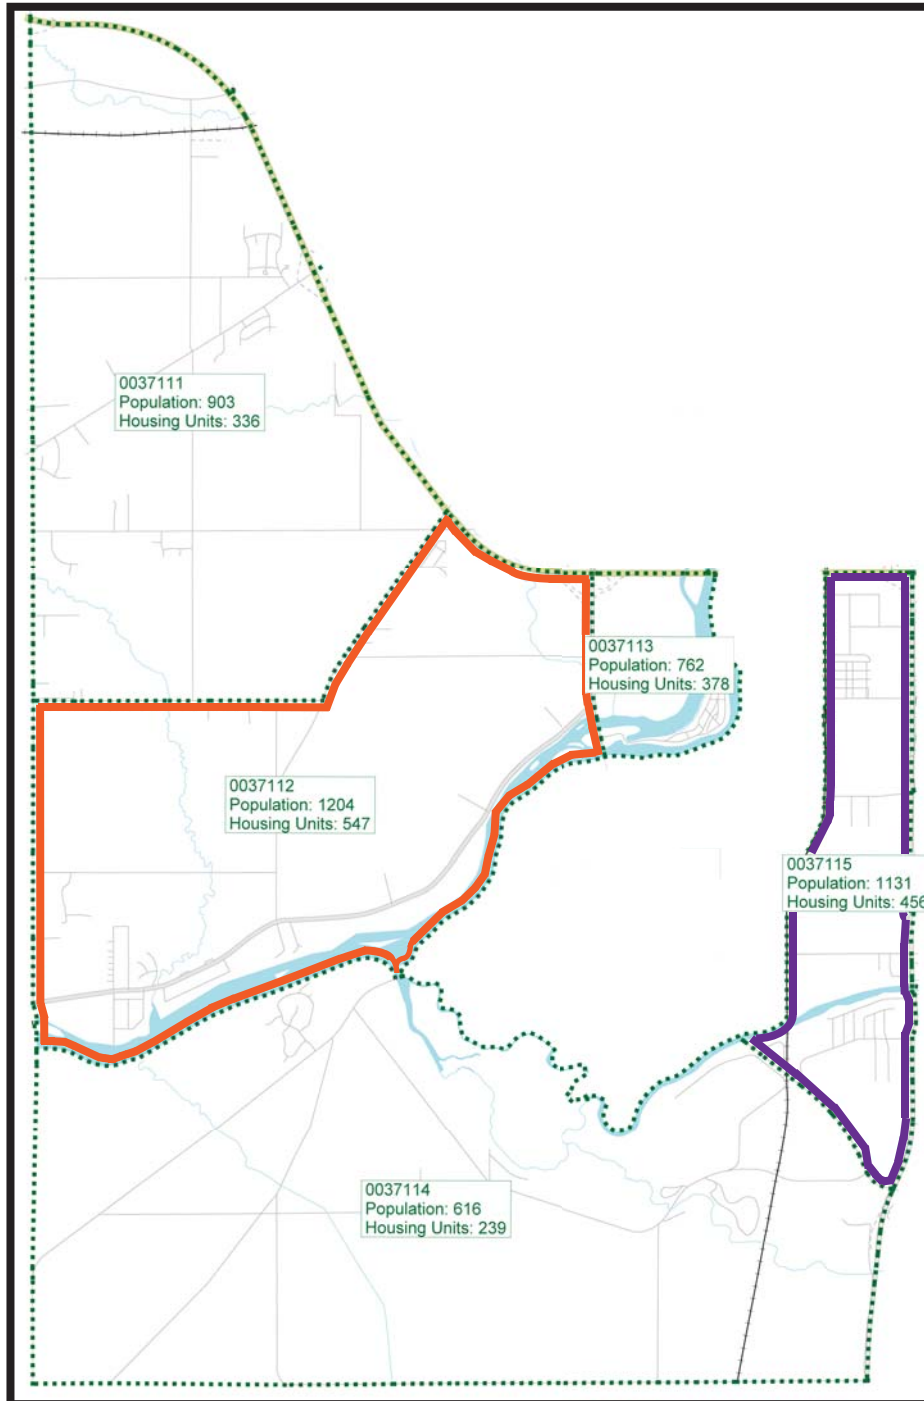 0037111
Population: 903
Housing Units: 336
0037113
Population: 762
Housing Units: 378
0037112
Population: 1204
Housing Units: 547
0037115
Population: 1131
Housing Units: 456
0037114
Population: 616
Housing Units: 239